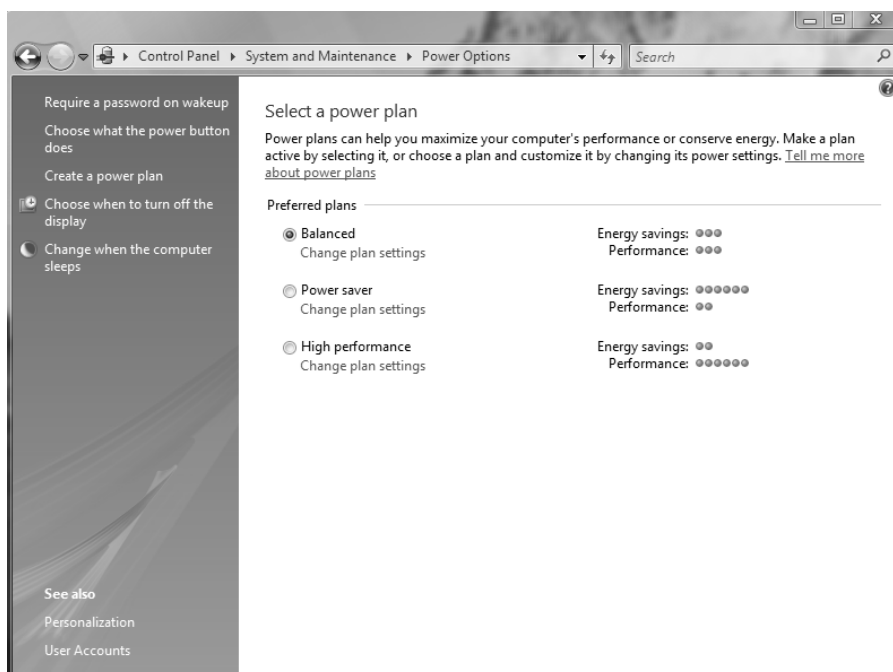 Control Panel ▸ System and Maintenance ▸ Power Options
Search
Require a password on wakeup
Choose what the power button
does
Create a power plan
Choose when to turn off the
display
Change when the computer
sleeps
See also
Personalization
User Accounts
Select a power plan
Power plans can help you maximize your computer's performance or conserve energy. Make a plan
active by selecting it, or choose a plan and customize it by changing its power settings. Tell me more
about power plans
Preferred plans
Balanced
Change plan settings
Energy savings:
Performance:
Power saver
Change plan settings
Energy savings:
Performance:
High performance
Change plan settings
Energy savings:
Performance: